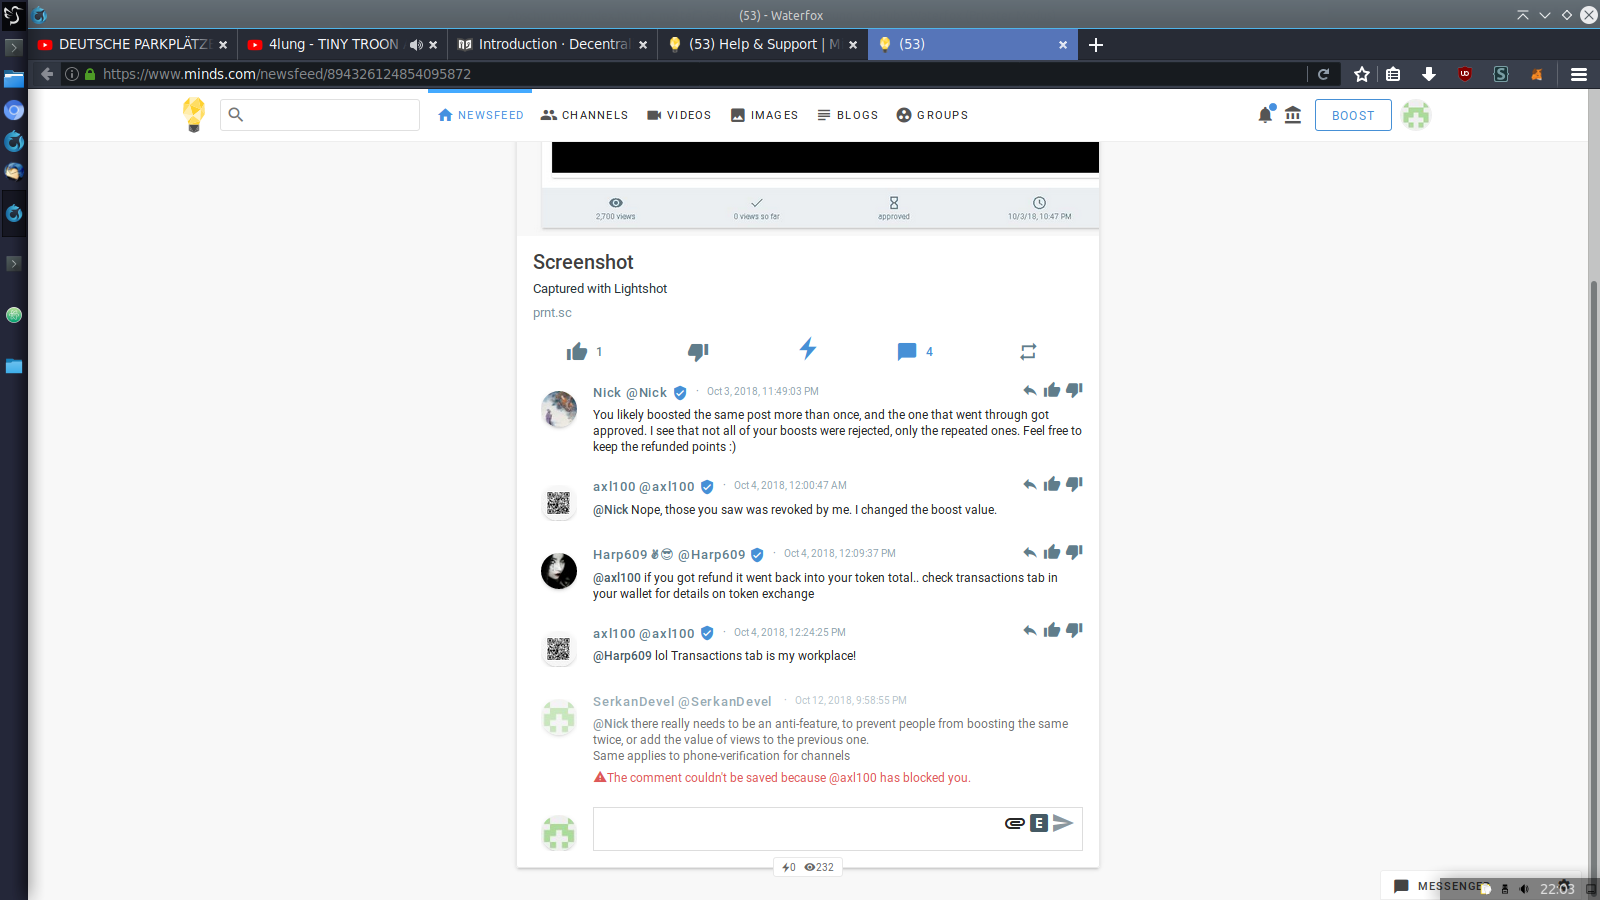 (53) - Waterfox
DEUTSCHE PARKPLÄTZE
4lung - TINY TROON
Introduction · Decentral
(53) Help & Support | M
(53)
https://www.minds.com/newsfeed/894326124854095872
NEWSFEED
CHANNELS
VIDEOS
IMAGES
BLOGS
GROUPS
BOOST
2,700 views
0 views so far
approved
10/3/18, 10:47 PM
Screenshot
Captured with Lightshot
prnt.sc
1
4
Nick @Nick · Oct 3, 2018, 11:49:03 PM
You likely boosted the same post more than once, and the one that went through got
approved. I see that not all of your boosts were rejected, only the repeated ones. Feel free to
keep the refunded points :)
axl100 @axl100 · Oct 4, 2018, 12:00:47 AM
@Nick Nope, those you saw was revoked by me. I changed the boost value.
Harp609✌😎 @Harp609 · Oct 4, 2018, 12:09:37 PM
@axl100 if you got refund it went back into your token total.. check transactions tab in
your wallet for details on token exchange
axl100 @axl100 · Oct 4, 2018, 12:24:25 PM
@Harp609 lol Transactions tab is my workplace!
SerkanDevel @SerkanDevel · Oct 12, 2018, 9:58:55 PM
@Nick there really needs to be an anti-feature, to prevent people from boosting the same
twice, or add the value of views to the previous one.
Same applies to phone-verification for channels
The comment couldn't be saved because @axl100 has blocked you.
E
0 232
MESSENGER
22:03